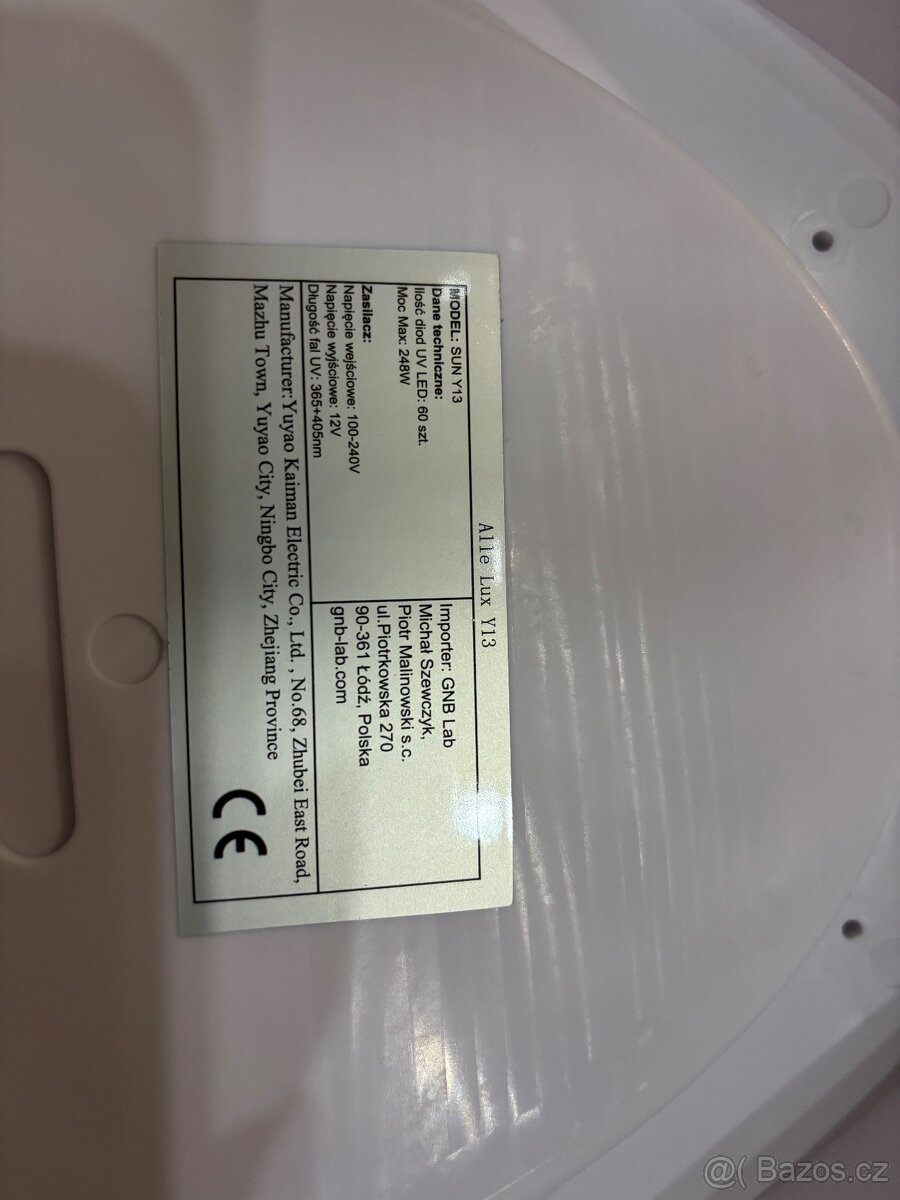 Alle Lux Y13
MODEL: SUN Y13
Dane techniczne:
Ilość diod UV LED: 60 szt.
Moc Max: 248W
Zasilacz:
Napięcie wejściowe: 100-240V
Napięcie wyjściowe: 12V
Długość fal UV: 365+405nm
Importer: GNB Lab
Michał Szewczyk,
Piotr Malinowski s.c.
ul.Piotrkowska 270
90-361 Łódź, Polska
gnb-lab.com
Manufacturer:Yuyao Kaiman Electric Co., Ltd. , No.68, Zhubei East Road,
Mazhu Town, Yuyao City, Ningbo City, Zhejiang Province
CE
@( Bazos.cz